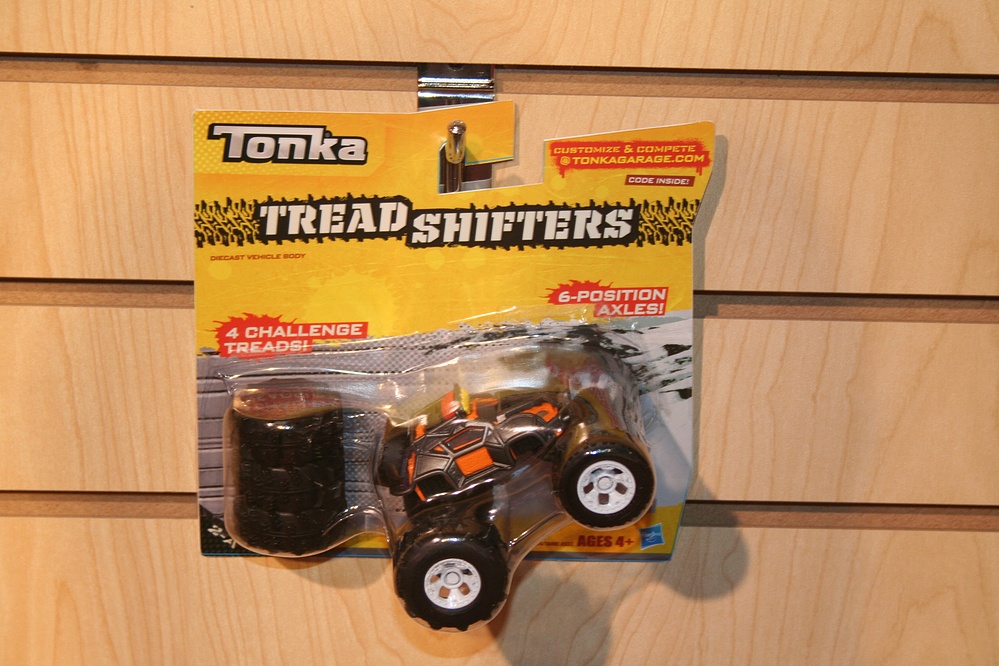 Tonka
CUSTOMIZE & COMPETE
@ TONKAGARAGE.COM
CODE INSIDE!
TREAD SHIFTERS
DIECAST VEHICLE BODY
6-POSITION
AXLES!
4 CHALLENGE
TREADS!
AGES 4+